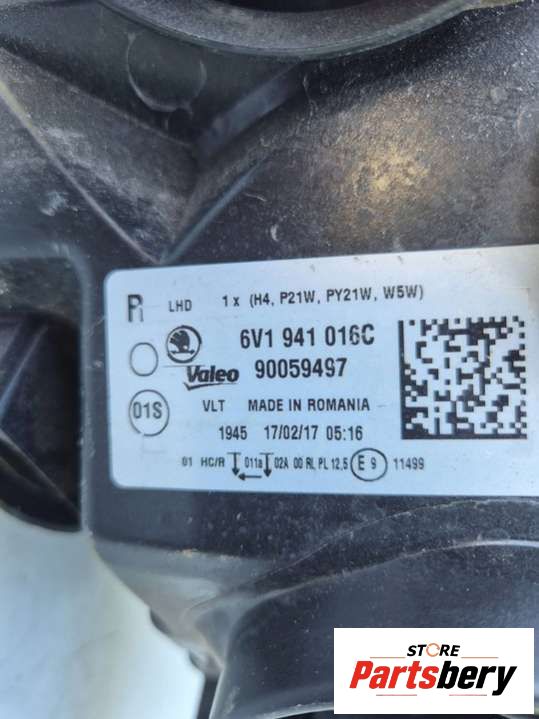 R LHD 1 x (H4, P21W, PY21W, W5W)
6V1 941 016C
Valeo 90059497
01S VLT MADE IN ROMANIA
1945 17/02/17 05:16
01 HC/R 011a 02A 00 RL PL 12,5 E 9 11499
STORE
Partsbery